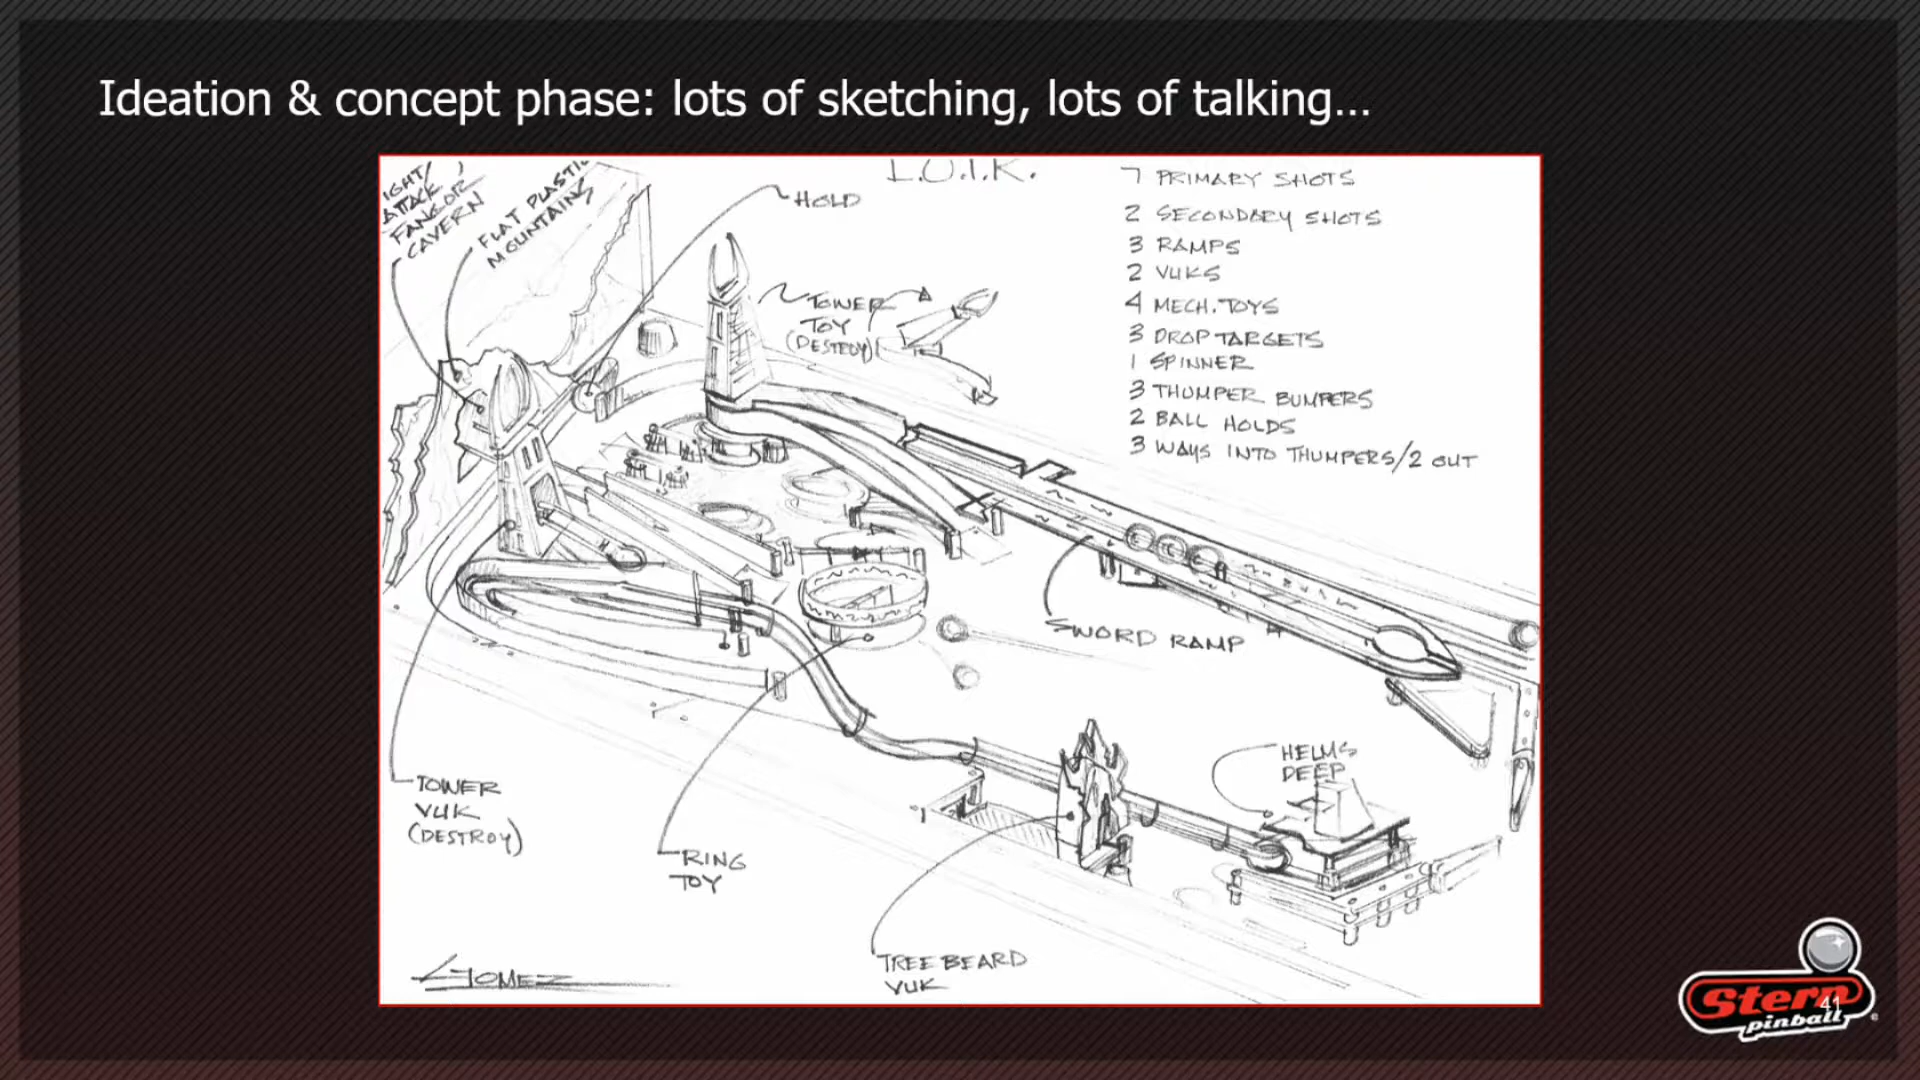 Ideation & concept phase: lots of sketching, lots of talking...
L.O.T.R.
IGHT/
ATTACK
FANGOR
CAVERN
FLAT PLASTIC
MOUNTAINS
HOLD
TOWER
TOY
(DESTROY)
7 PRIMARY SHOTS
2 SECONDARY SHOTS
3 RAMPS
2 VUKS
4 MECH. TOYS
3 DROP TARGETS
1 SPINNER
3 THUMPER BUMPERS
2 BALL HOLDS
3 WAYS INTO THUMPERS/2 OUT
SWORD RAMP
HELMS
DEEP
TOWER
VUK
(DESTROY)
RING
TOY
TREEBEARD
VUK
GOMEZ
Stern
41
pinball